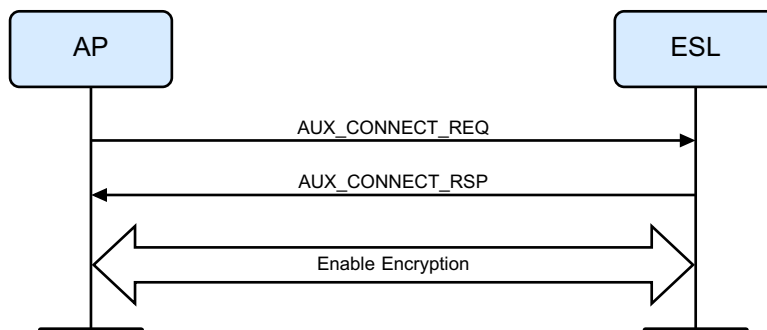 AP
ESL
AUX_CONNECT_REQ
AUX_CONNECT_RSP
Enable Encryption